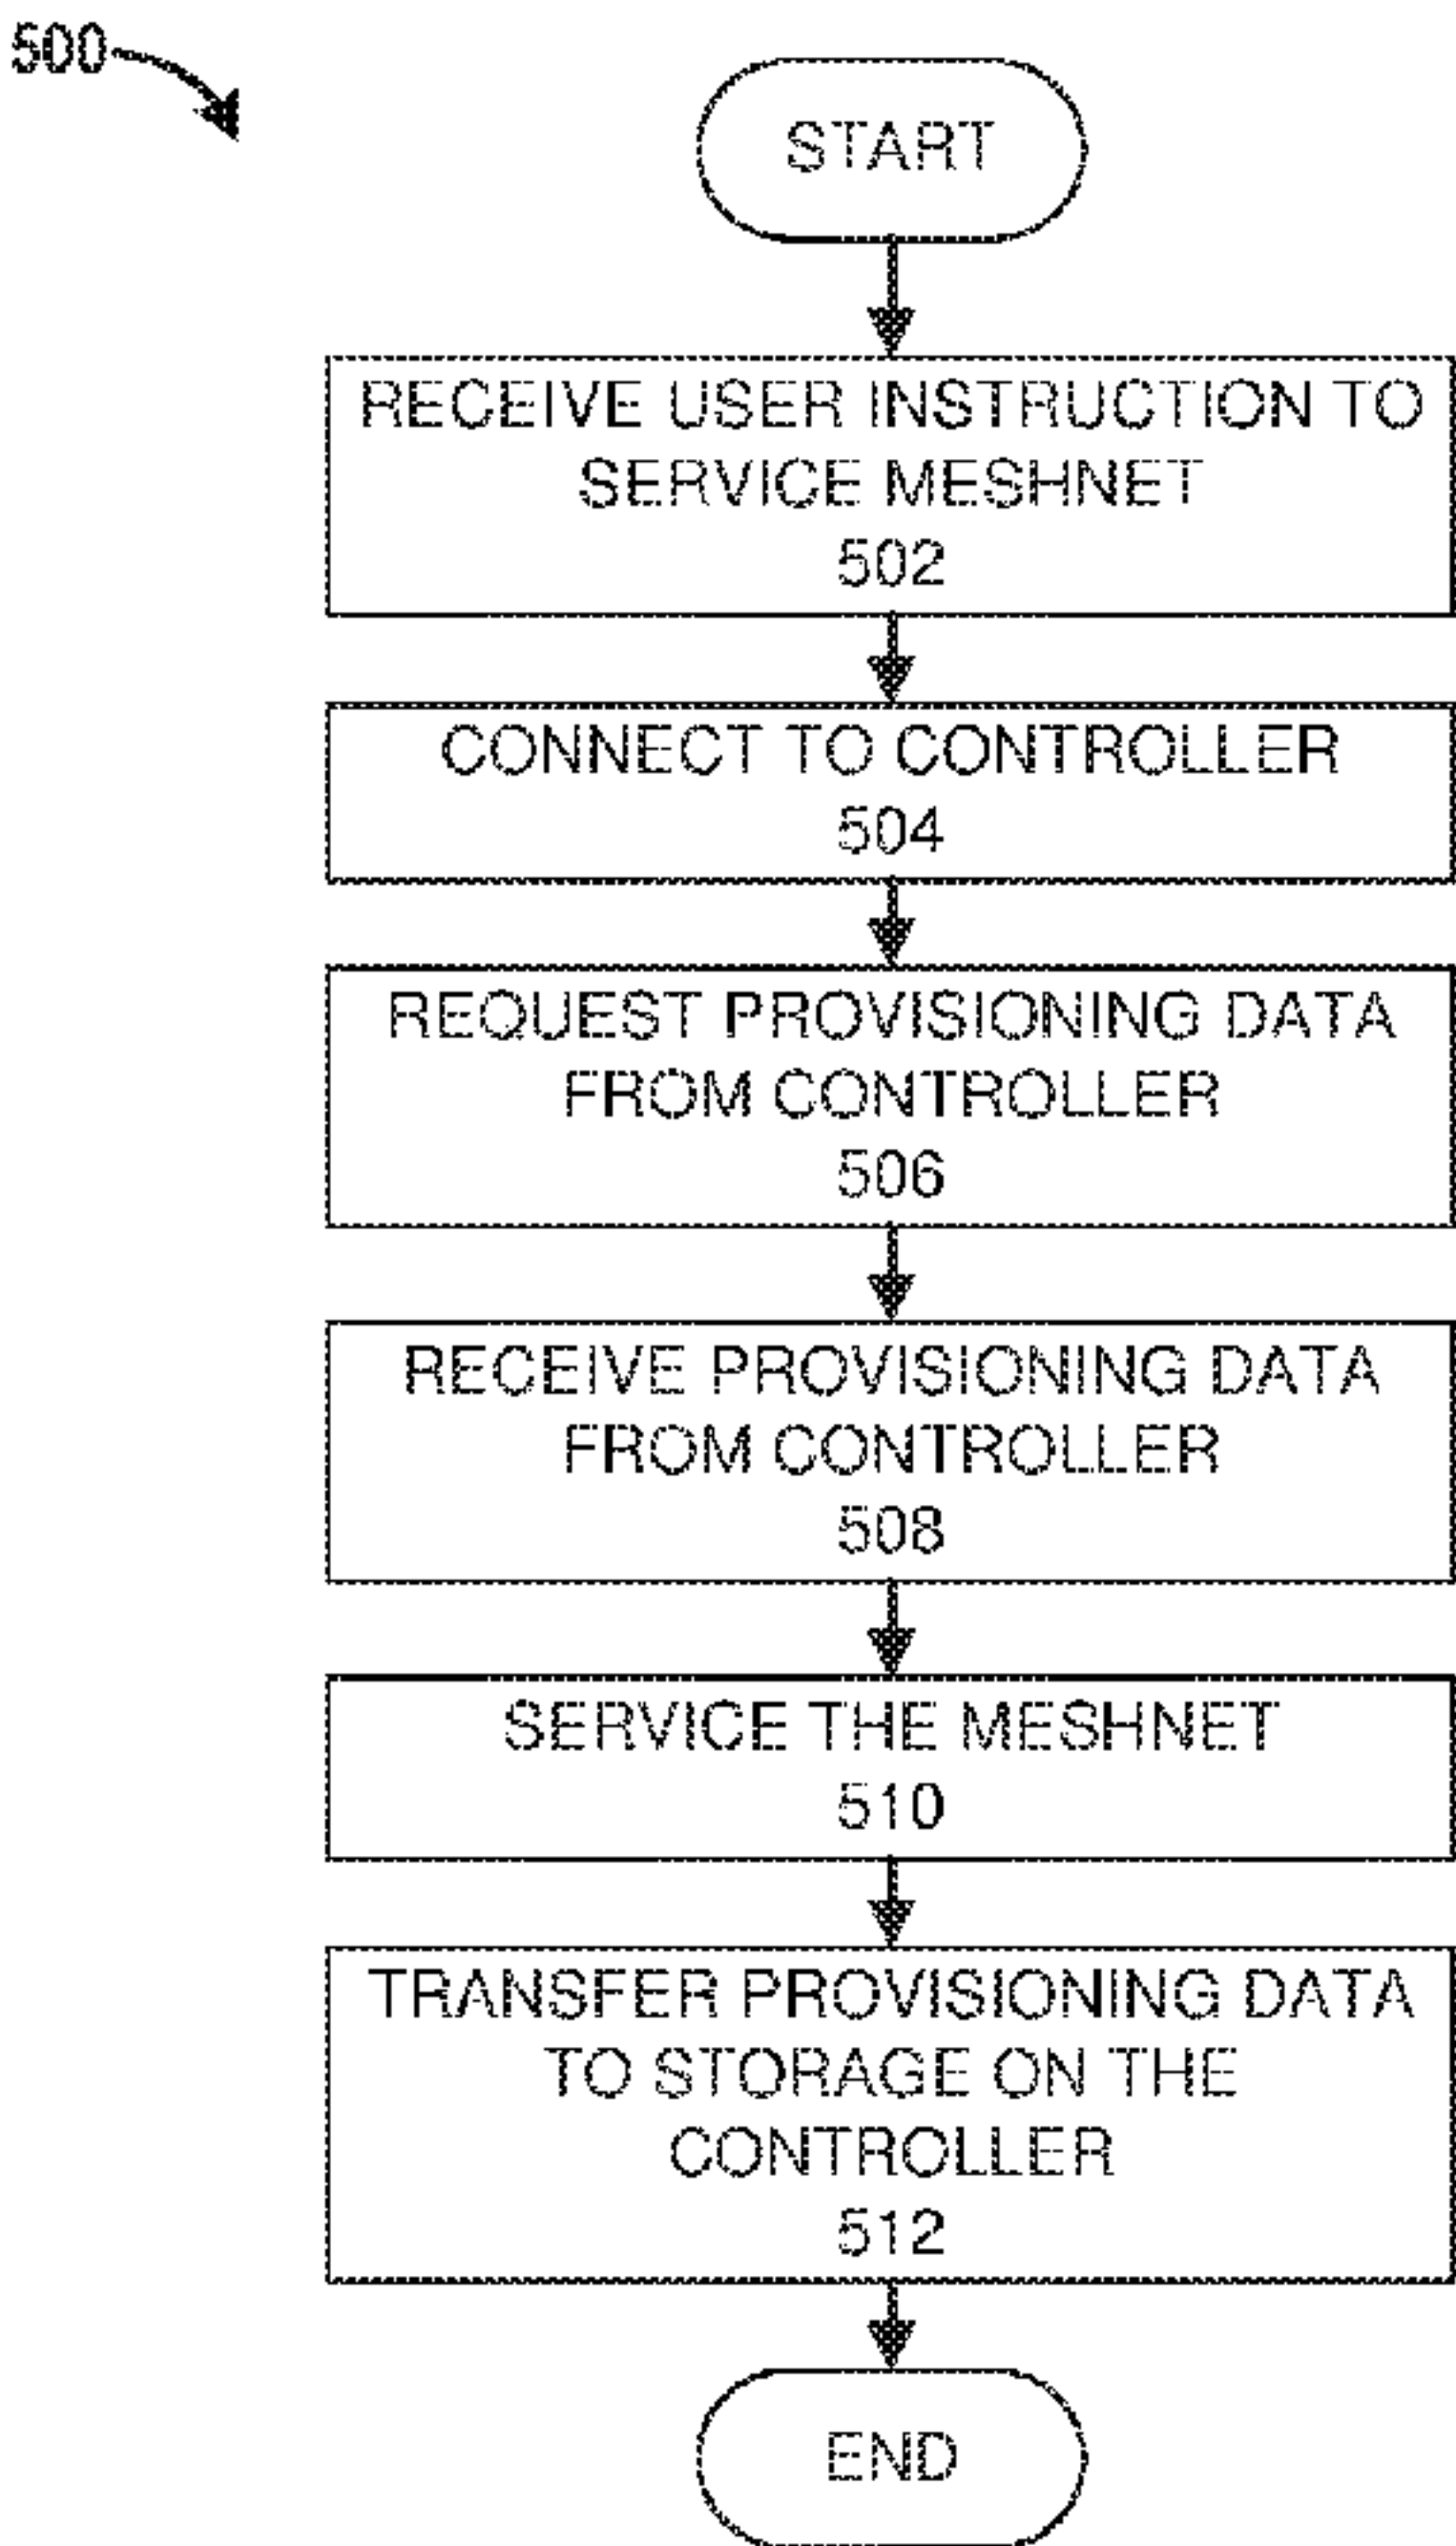 500
START
RECEIVE USER INSTRUCTION TO
SERVICE MESHNET
502
CONNECT TO CONTROLLER
504
REQUEST PROVISIONING DATA
FROM CONTROLLER
506
RECEIVE PROVISIONING DATA
FROM CONTROLLER
508
SERVICE THE MESHNET
510
TRANSFER PROVISIONING DATA
TO STORAGE ON THE
CONTROLLER
512
END